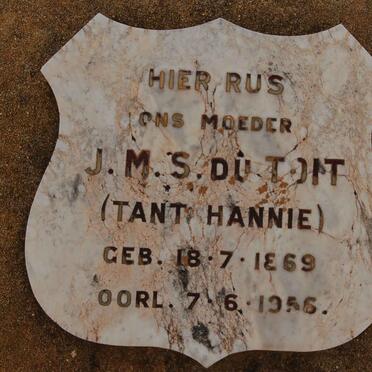 HIER RUS
ONS MOEDER
J.M.S. DU TOIT
(TANT HANNIE)
GEB. 18·7·1869
OORL. 7·6·1956.